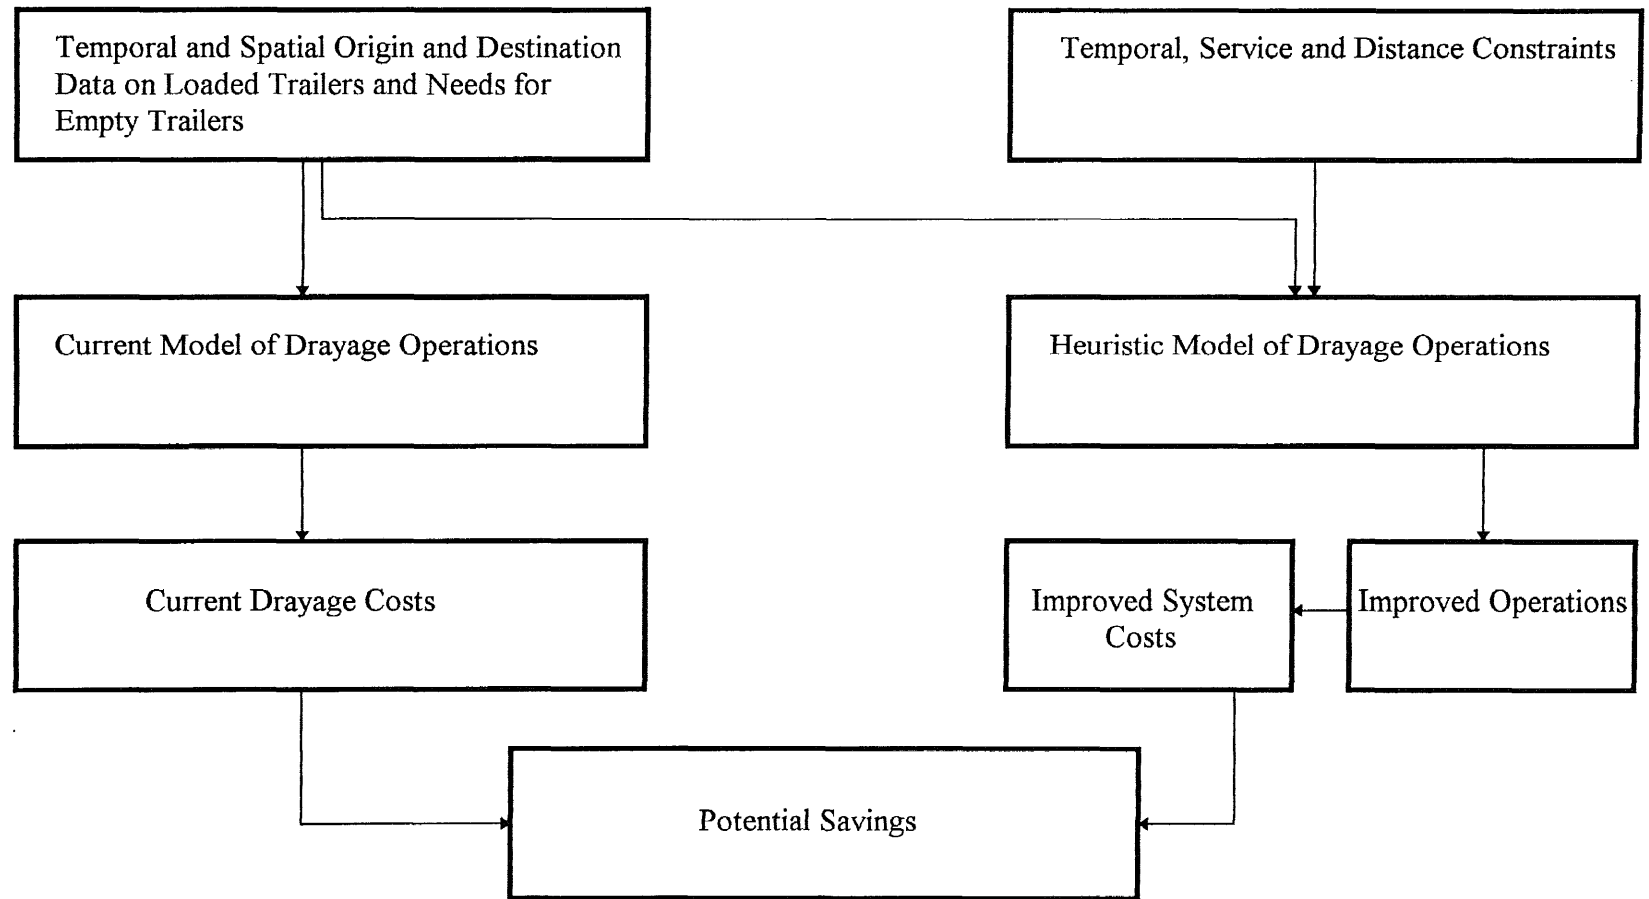 Temporal and Spatial Origin and Destination
Data on Loaded Trailers and Needs for
Empty Trailers
Temporal, Service and Distance Constraints
Current Model of Drayage Operations
Heuristic Model of Drayage Operations
Current Drayage Costs
Improved System
Costs
Improved Operations
Potential Savings